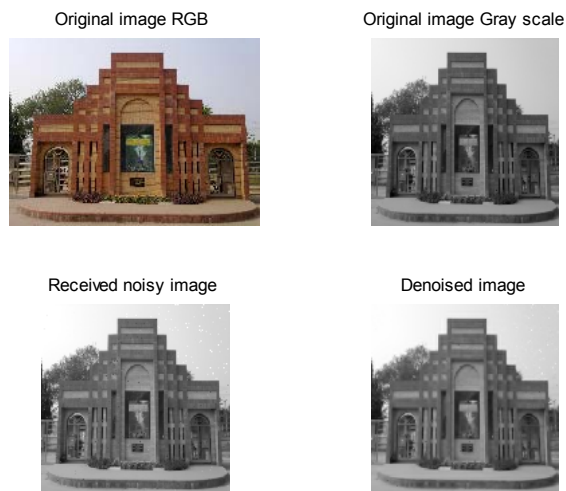 Original image RGB
Original image Gray scale
Received noisy image
Denoised image